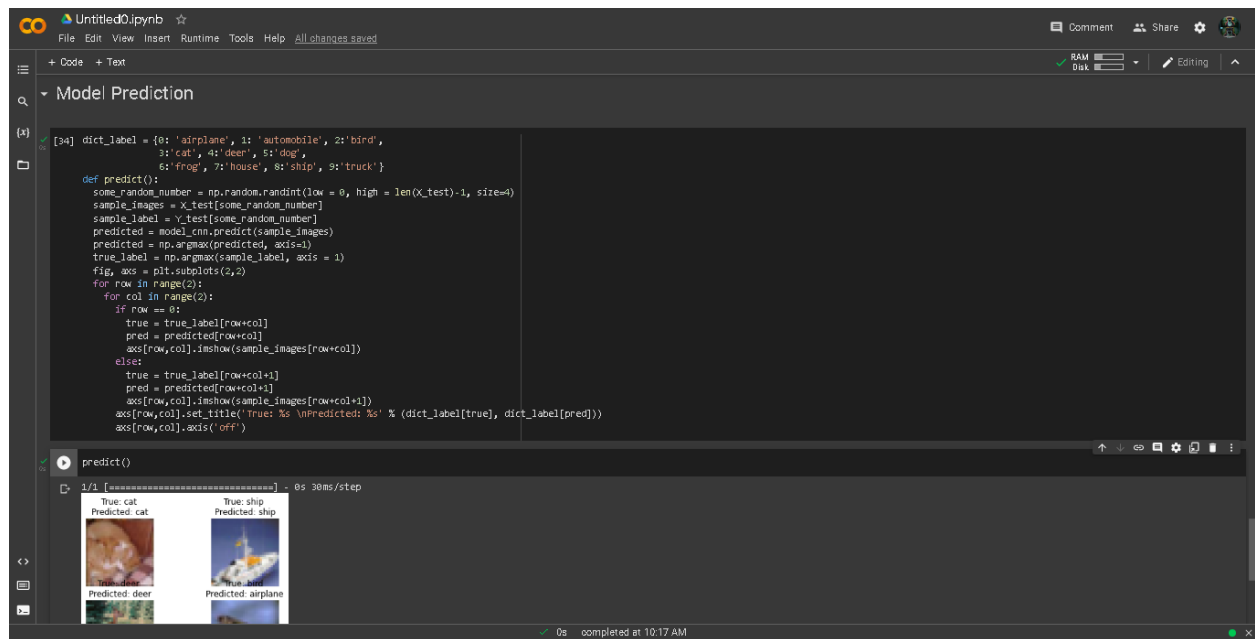 Untitled0.ipynb
Comment
Share
File Edit View Insert Runtime Tools Help All changes saved
+ Code + Text
RAM
Disk
Editing
Model Prediction
{x}
[34] dict_label = {0: 'airplane', 1: 'automobile', 2:'bird',
3:'cat', 4:'deer', 5:'dog',
6:'frog', 7:'house', 8:'ship', 9:'truck'}
def predict():
some_random_number = np.random.randint(low = 0, high = len(X_test)-1, size=4)
sample_images = X_test[some_random_number]
sample_label = Y_test[some_random_number]
predicted = model_cnn.predict(sample_images)
predicted = np.argmax(predicted, axis=1)
true_label = np.argmax(sample_label, axis = 1)
fig, axs = plt.subplots(2,2)
for row in range(2):
for col in range(2):
if row == 0:
true = true_label[row+col]
pred = predicted[row+col]
axs[row,col].imshow(sample_images[row+col])
else:
true = true_label[row+col+1]
pred = predicted[row+col+1]
axs[row,col].imshow(sample_images[row+col+1])
axs[row,col].set_title('True: %s \nPredicted: %s' % (dict_label[true], dict_label[pred]))
axs[row,col].axis('off')
0s
predict()
0s
1/1 [==============================] - 0s 30ms/step
True: cat
Predicted: cat
True: ship
Predicted: ship
True: deer
Predicted: deer
True: bird
Predicted: airplane
0s completed at 10:17 AM